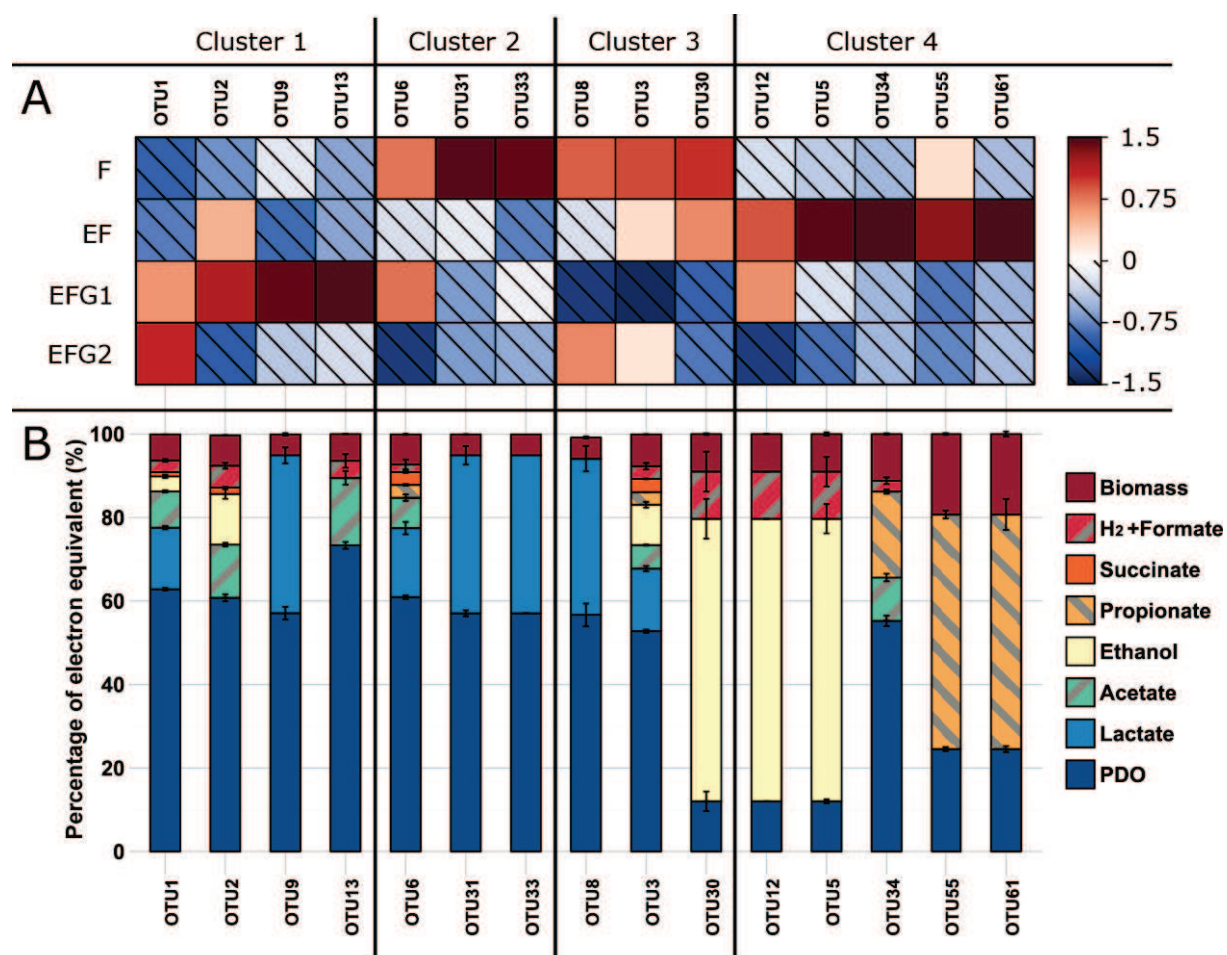 Cluster 1 Cluster 2 Cluster 3 Cluster 4
A
OTU1 OTU2 OTU9 OTU13 OTU6 OTU31 OTU33 OTU8 OTU3 OTU30 OTU12 OTU5 OTU34 OTU55 OTU61
F
EF
EFG1
EFG2
1.5
0.75
0
-0.75
-1.5
B
Percentage of electron equivalent (%)
100
80
60
40
20
0
Biomass
H2 +Formate
Succinate
Propionate
Ethanol
Acetate
Lactate
PDO
OTU1 OTU2 OTU9 OTU13 OTU6 OTU31 OTU33 OTU8 OTU3 OTU30 OTU12 OTU5 OTU34 OTU55 OTU61